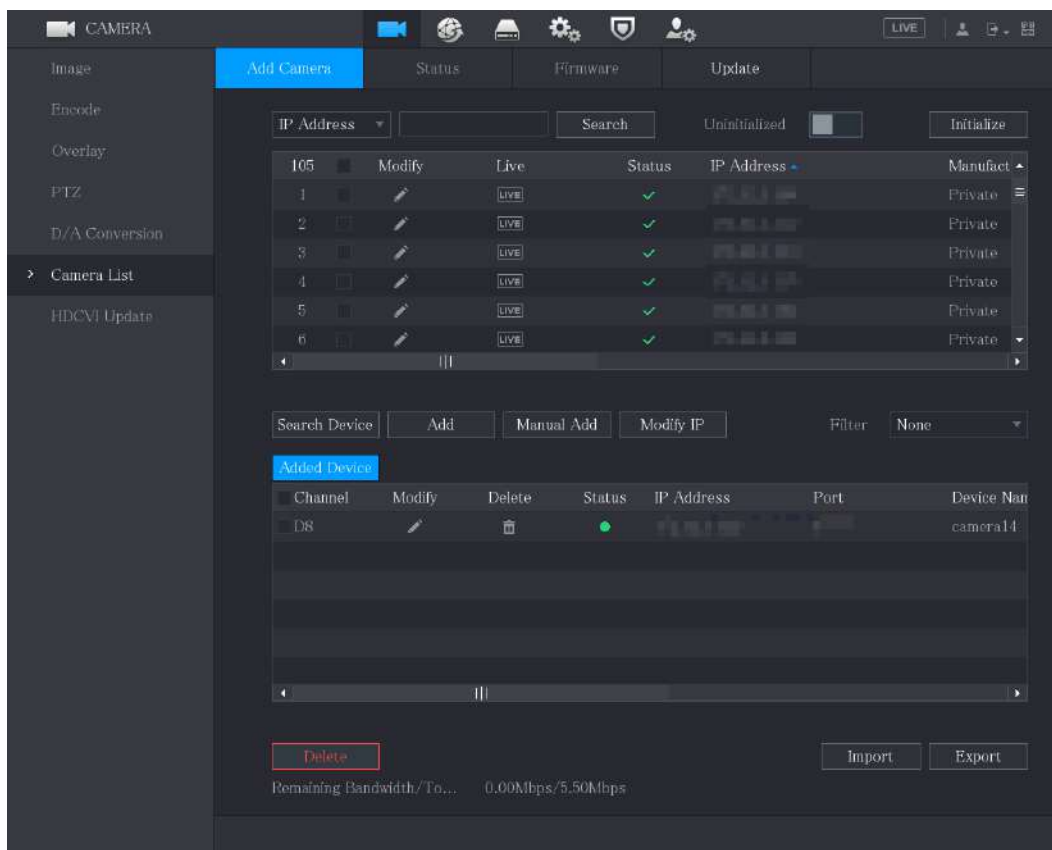 CAMERA LIVE
Image
Encode
Overlay
PTZ
D/A Conversion
Camera List
HDCVI Update
Add Camera Status Firmware Update
IP Address Search Uninitialized Initialize
105 Modify Live Status IP Address Manufact
1 LIVE Private
2 LIVE Private
3 LIVE Private
4 LIVE Private
5 LIVE Private
6 LIVE Private
Search Device Add Manual Add Modify IP Filter None
Added Device
Channel Modify Delete Status IP Address Port Device Nam
D8 camera14
Delete Import Export
Remaining Bandwidth/To... 0.00Mbps/5.50Mbps